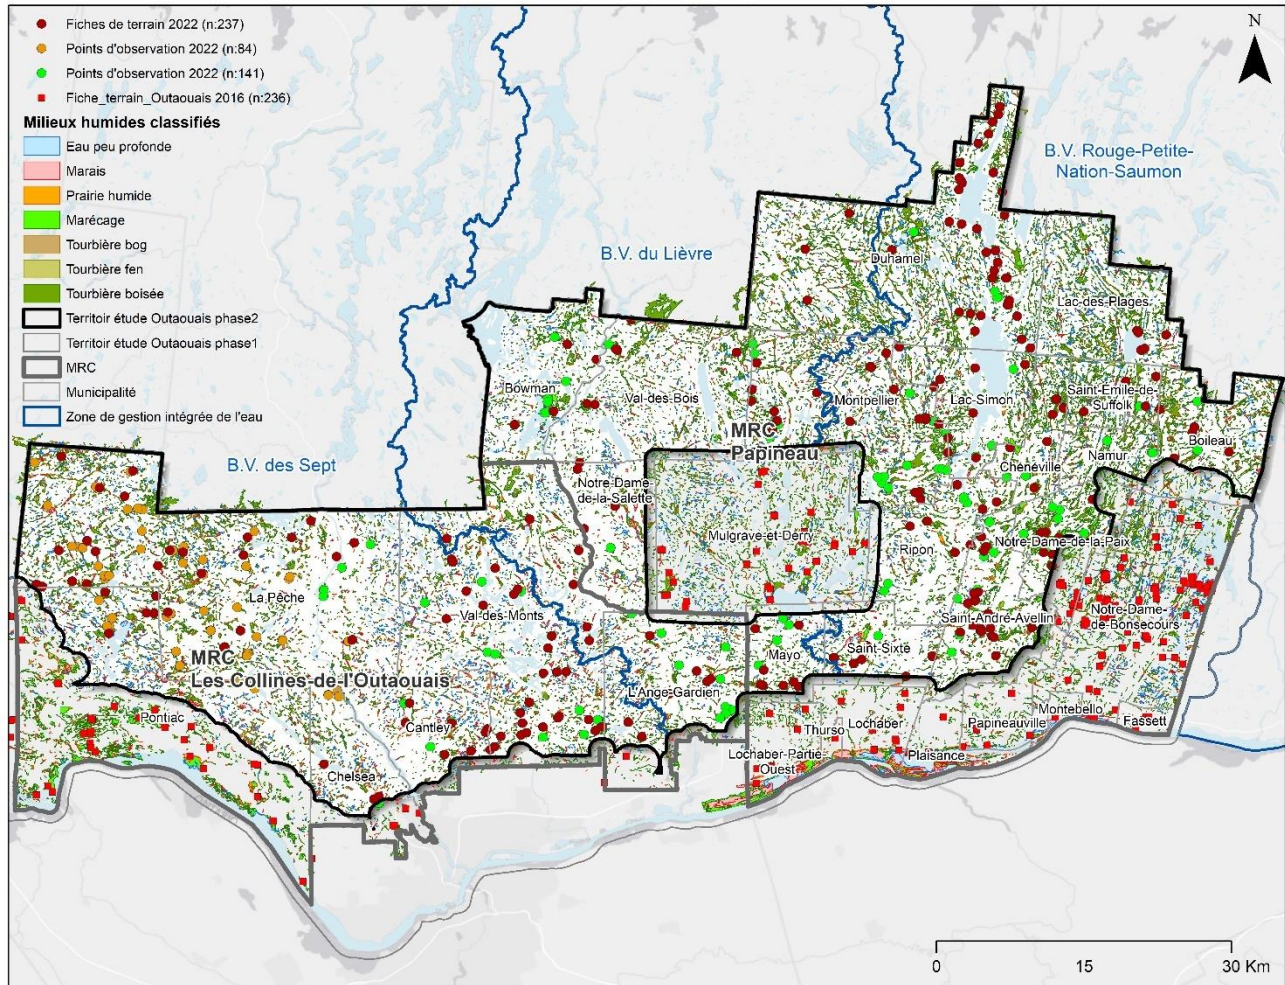 Fiches de terrain 2022 (n:237)
Points d'observation 2022 (n:84)
Points d'observation 2022 (n:141)
Fiche_terrain_Outaouais 2016 (n:236)
Milieux humides classifiés
Eau peu profonde
Marais
Prairie humide
Marécage
Tourbière bog
Tourbière fen
Tourbière boisée
Territoir étude Outaouais phase2
Territoir étude Outaouais phase1
MRC
Municipalité
Zone de gestion intégrée de l'eau
N
B.V. Rouge-Petite-
Nation-Saumon
B.V. du Lièvre
B.V. des Sept
Duhamel
Lac-des-Plages
Bowman
Val-des-Bois
Montpellier
Lac-Simon
Saint-Émile-de-
Suffolk
MRC
Papineau
Boileau
Namur
Chénéville
Notre-Dame-
de-la-Salette
Mulgrave-et-Derry
Ripon
Notre-Dame-de-la-Paix
La Pêche
Val-des-Monts
Saint-André-Avellin
Notre-Dame-
de-Bonsecours
MRC
Les Collines-de-l'Outaouais
Mayo
Saint-Sixte
L'Ange-Gardien
Pontiac
Cantley
Thurso
Lochaber
Papineauville
Montebello
Fassett
Lochaber-Partie-
Ouest
Plaisance
Chelsea
0
15
30 Km